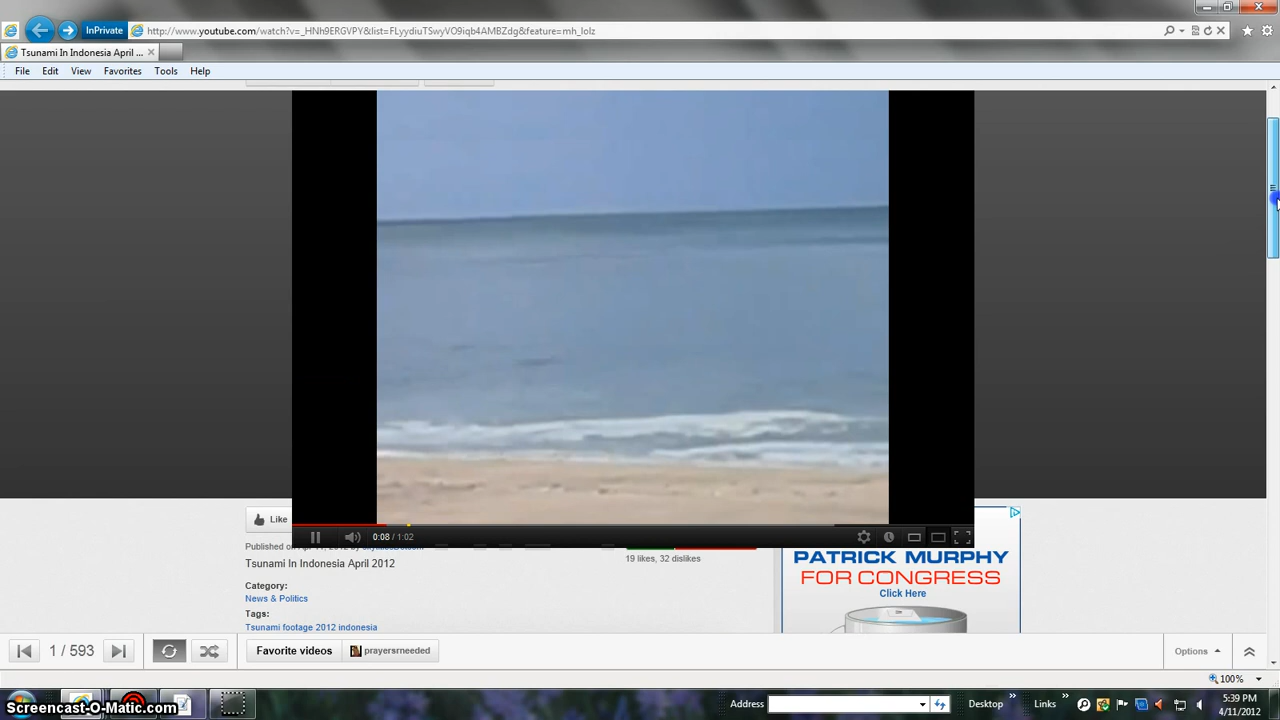 InPrivate
http://www.youtube.com/watch?v=_HNh9ERGVPY&list=FLyydiuTSwyVO9iqb4AMBZdg&feature=mh_lolz
Tsunami In Indonesia April ...
File Edit View Favorites Tools Help
0:08 / 1:02
Like
Published on
19 likes, 32 dislikes
Tsunami In Indonesia April 2012
Category:
News & Politics
Tags:
Tsunami footage 2012 indonesia
PATRICK MURPHY
FOR CONGRESS
Click Here
1 / 593
Favorite videos
prayersrneeded
Options
100%
Screencast-O-Matic.com
Address
Desktop
Links
5:39 PM
4/11/2012